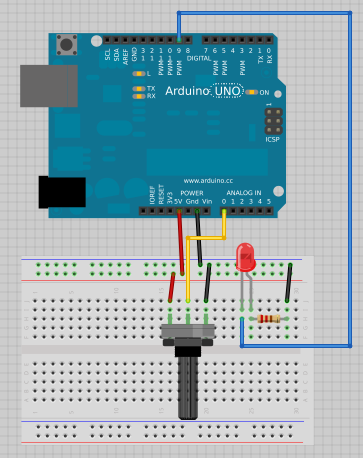 SCL
SDA
AREF
GND
13
12
PWM 11
PWM 10
PWM 9
8
DIGITAL
7
PWM 6
PWM 5
4
PWM 3
2
TX 1
RX 0
L
TX
RX
Arduino UNO
ON
1
ICSP
www.arduino.cc
POWER
ANALOG IN
IOREF
RESET
3V3
5V Gnd Vin
0 1 2 3 4 5